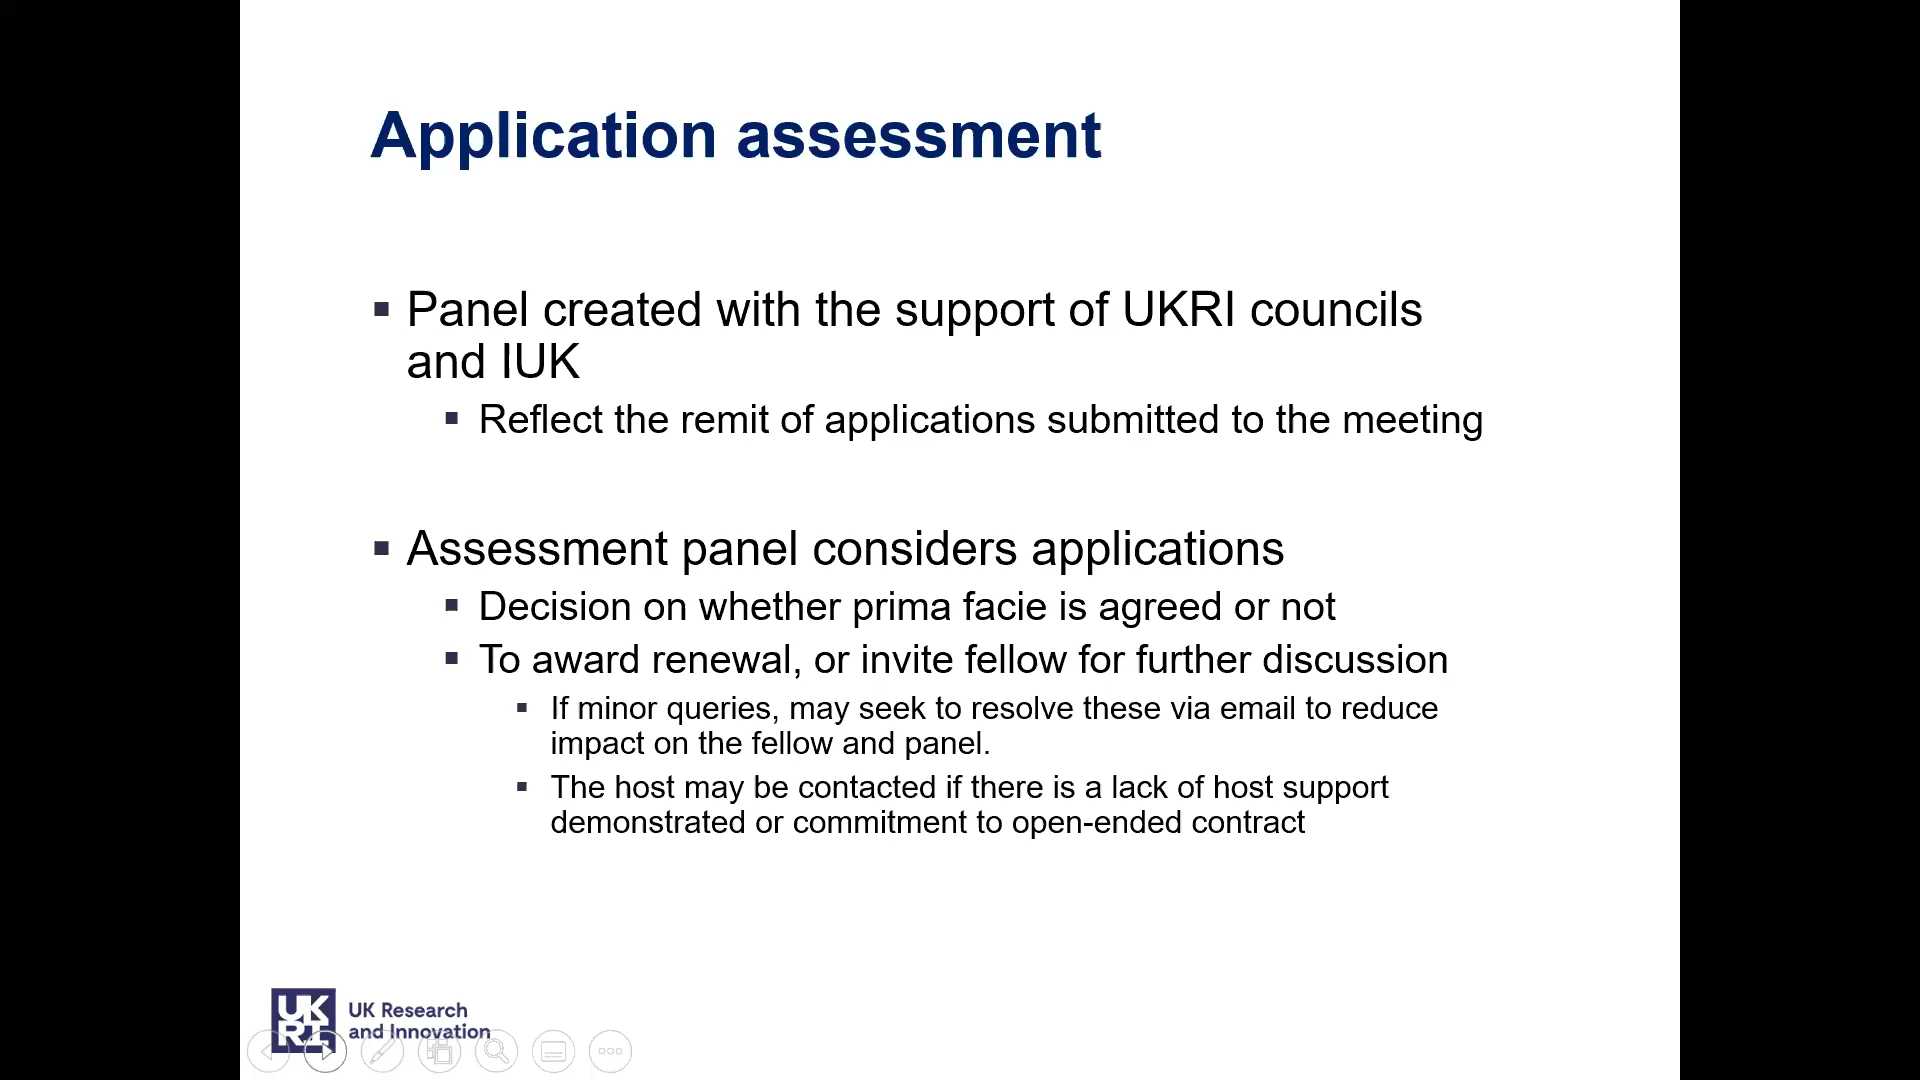 Application assessment
Panel created with the support of UKRI councils
and IUK
Reflect the remit of applications submitted to the meeting
Assessment panel considers applications
Decision on whether prima facie is agreed or not
To award renewal, or invite fellow for further discussion
If minor queries, may seek to resolve these via email to reduce
impact on the fellow and panel.
The host may be contacted if there is a lack of host support
demonstrated or commitment to open-ended contract
UK
RI
UK Research
and Innovation